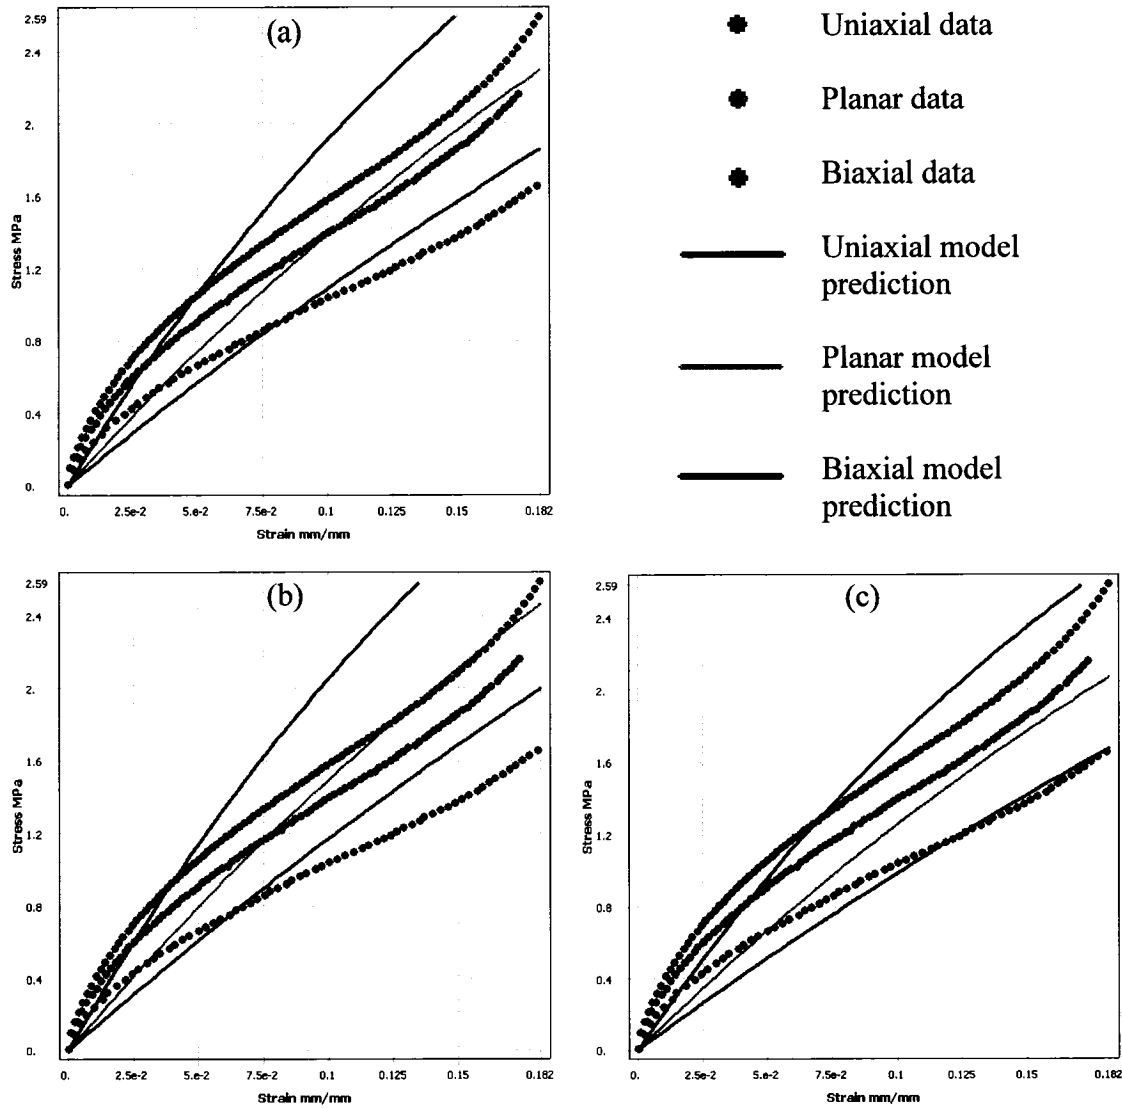 (a)
2.59
2.4
2.
1.6
1.2
0.8
0.4
0.
Stress MPa
0. 2.5e-2 5.e-2 7.5e-2 0.1 0.125 0.15 0.182
Strain mm/mm
Uniaxial data
Planar data
Biaxial data
Uniaxial model
prediction
Planar model
prediction
Biaxial model
prediction
(b)
2.59
2.4
2.
1.6
1.2
0.8
0.4
0.
Stress MPa
0. 2.5e-2 5.e-2 7.5e-2 0.1 0.125 0.15 0.182
Strain mm/mm
(c)
2.59
2.4
2.
1.6
1.2
0.8
0.4
0.
Stress MPa
0. 2.5e-2 5.e-2 7.5e-2 0.1 0.125 0.15 0.182
Strain mm/mm